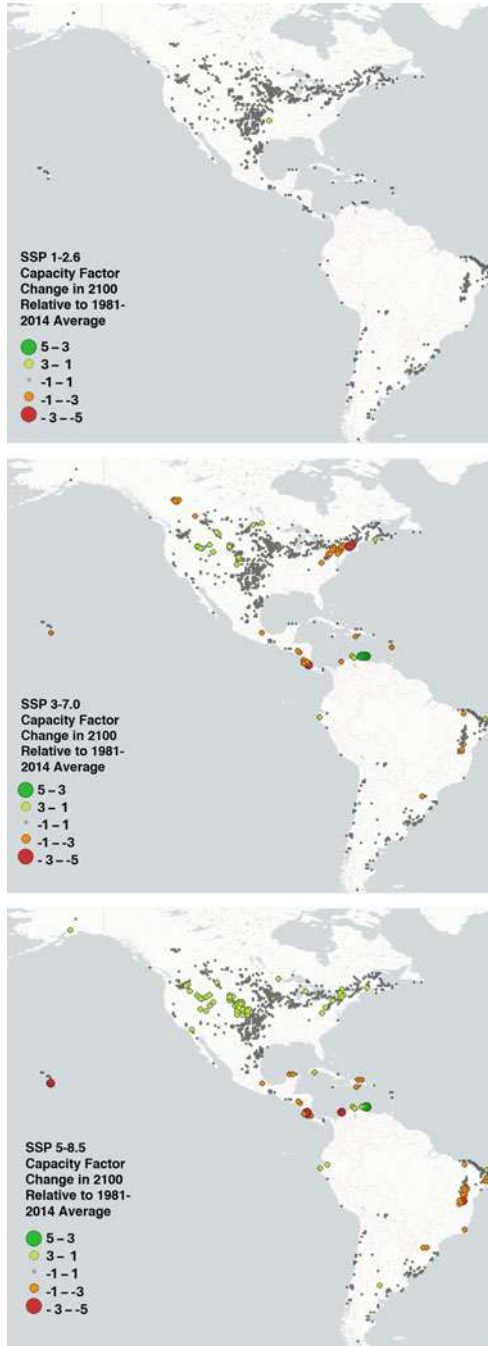 SSP 1-2.6
Capacity Factor
Change in 2100
Relative to 1981-
2014 Average
5 – 3
3 – 1
-1 – 1
-1 – -3
- 3 – -5
SSP 3-7.0
Capacity Factor
Change in 2100
Relative to 1981-
2014 Average
5 – 3
3 – 1
-1 – 1
-1 – -3
- 3 – -5
SSP 5-8.5
Capacity Factor
Change in 2100
Relative to 1981-
2014 Average
5 – 3
3 – 1
-1 – 1
-1 – -3
- 3 – -5